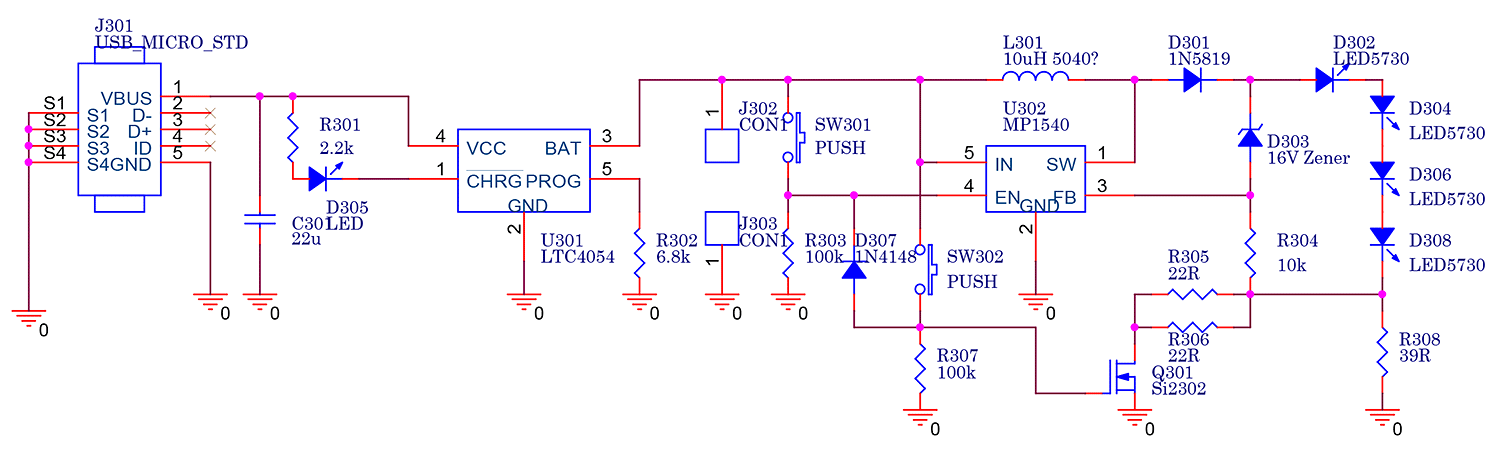 J301
USB_MICRO_STD
VBUS
D-
D+
ID
GND
S1
S2
S3
S4
1
2
3
4
5
S1
S2
S3
S4
0
0
0
R301
2.2k
D305
LED
C301
22u
4
1
VCC
CHRG
BAT
PROG
GND
3
5
2
U301
LTC4054
0
R302
6.8k
0
J302
CON1
1
J303
CON1
1
0
SW301
PUSH
R303
100k
0
D307
1N4148
SW302
PUSH
R307
100k
0
L301
10uH 5040?
U302
MP1540
5
4
IN
EN
SW
FB
GND
1
3
2
0
D301
1N5819
D302
LED5730
D303
16V Zener
D304
LED5730
D306
LED5730
D308
LED5730
R304
10k
R305
22R
R306
22R
Q301
Si2302
0
R308
39R
0